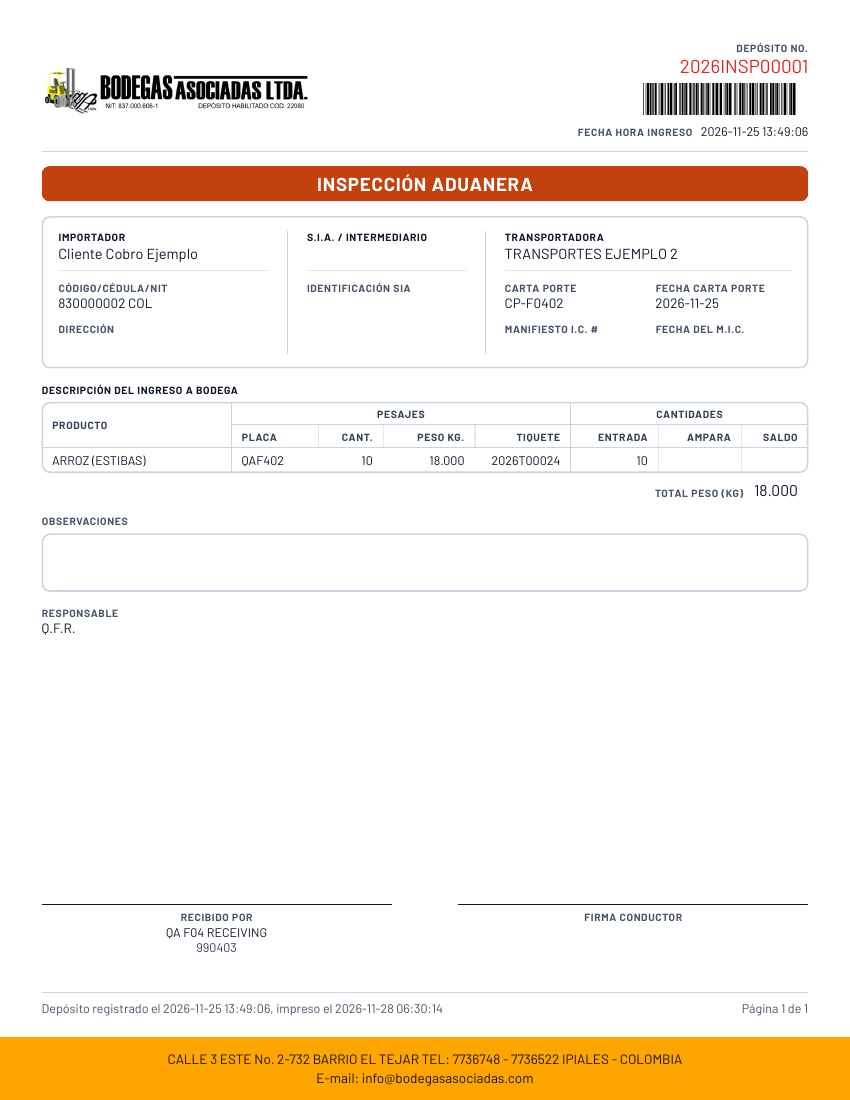 BODEGAS ASOCIADAS LTDA.
NIT: 837.000.606-1 DEPÓSITO HABILITADO COD. 22080
DEPÓSITO NO.
2026INSP00001
FECHA HORA INGRESO 2026-11-25 13:49:06
INSPECCIÓN ADUANERA
IMPORTADOR
Cliente Cobro Ejemplo
CÓDIGO/CÉDULA/NIT
830000002 COL
DIRECCIÓN
S.I.A. / INTERMEDIARIO
IDENTIFICACIÓN SIA
TRANSPORTADORA
TRANSPORTES EJEMPLO 2
CARTA PORTE FECHA CARTA PORTE
CP-F0402 2026-11-25
MANIFIESTO I.C. # FECHA DEL M.I.C.
DESCRIPCIÓN DEL INGRESO A BODEGA
PRODUCTO PESAJES CANTIDADES
PLACA CANT. PESO KG. TIQUETE ENTRADA AMPARA SALDO
ARROZ (ESTIBAS) QAF402 10 18.000 2026T00024 10
TOTAL PESO (KG) 18.000
OBSERVACIONES
RESPONSABLE
Q.F.R.
RECIBIDO POR
QA F04 RECEIVING
990403
FIRMA CONDUCTOR
Depósito registrado el 2026-11-25 13:49:06, impreso el 2026-11-28 06:30:14 Página 1 de 1
CALLE 3 ESTE No. 2-732 BARRIO EL TEJAR TEL: 7736748 - 7736522 IPIALES - COLOMBIA
E-mail: info@bodegasasociadas.com